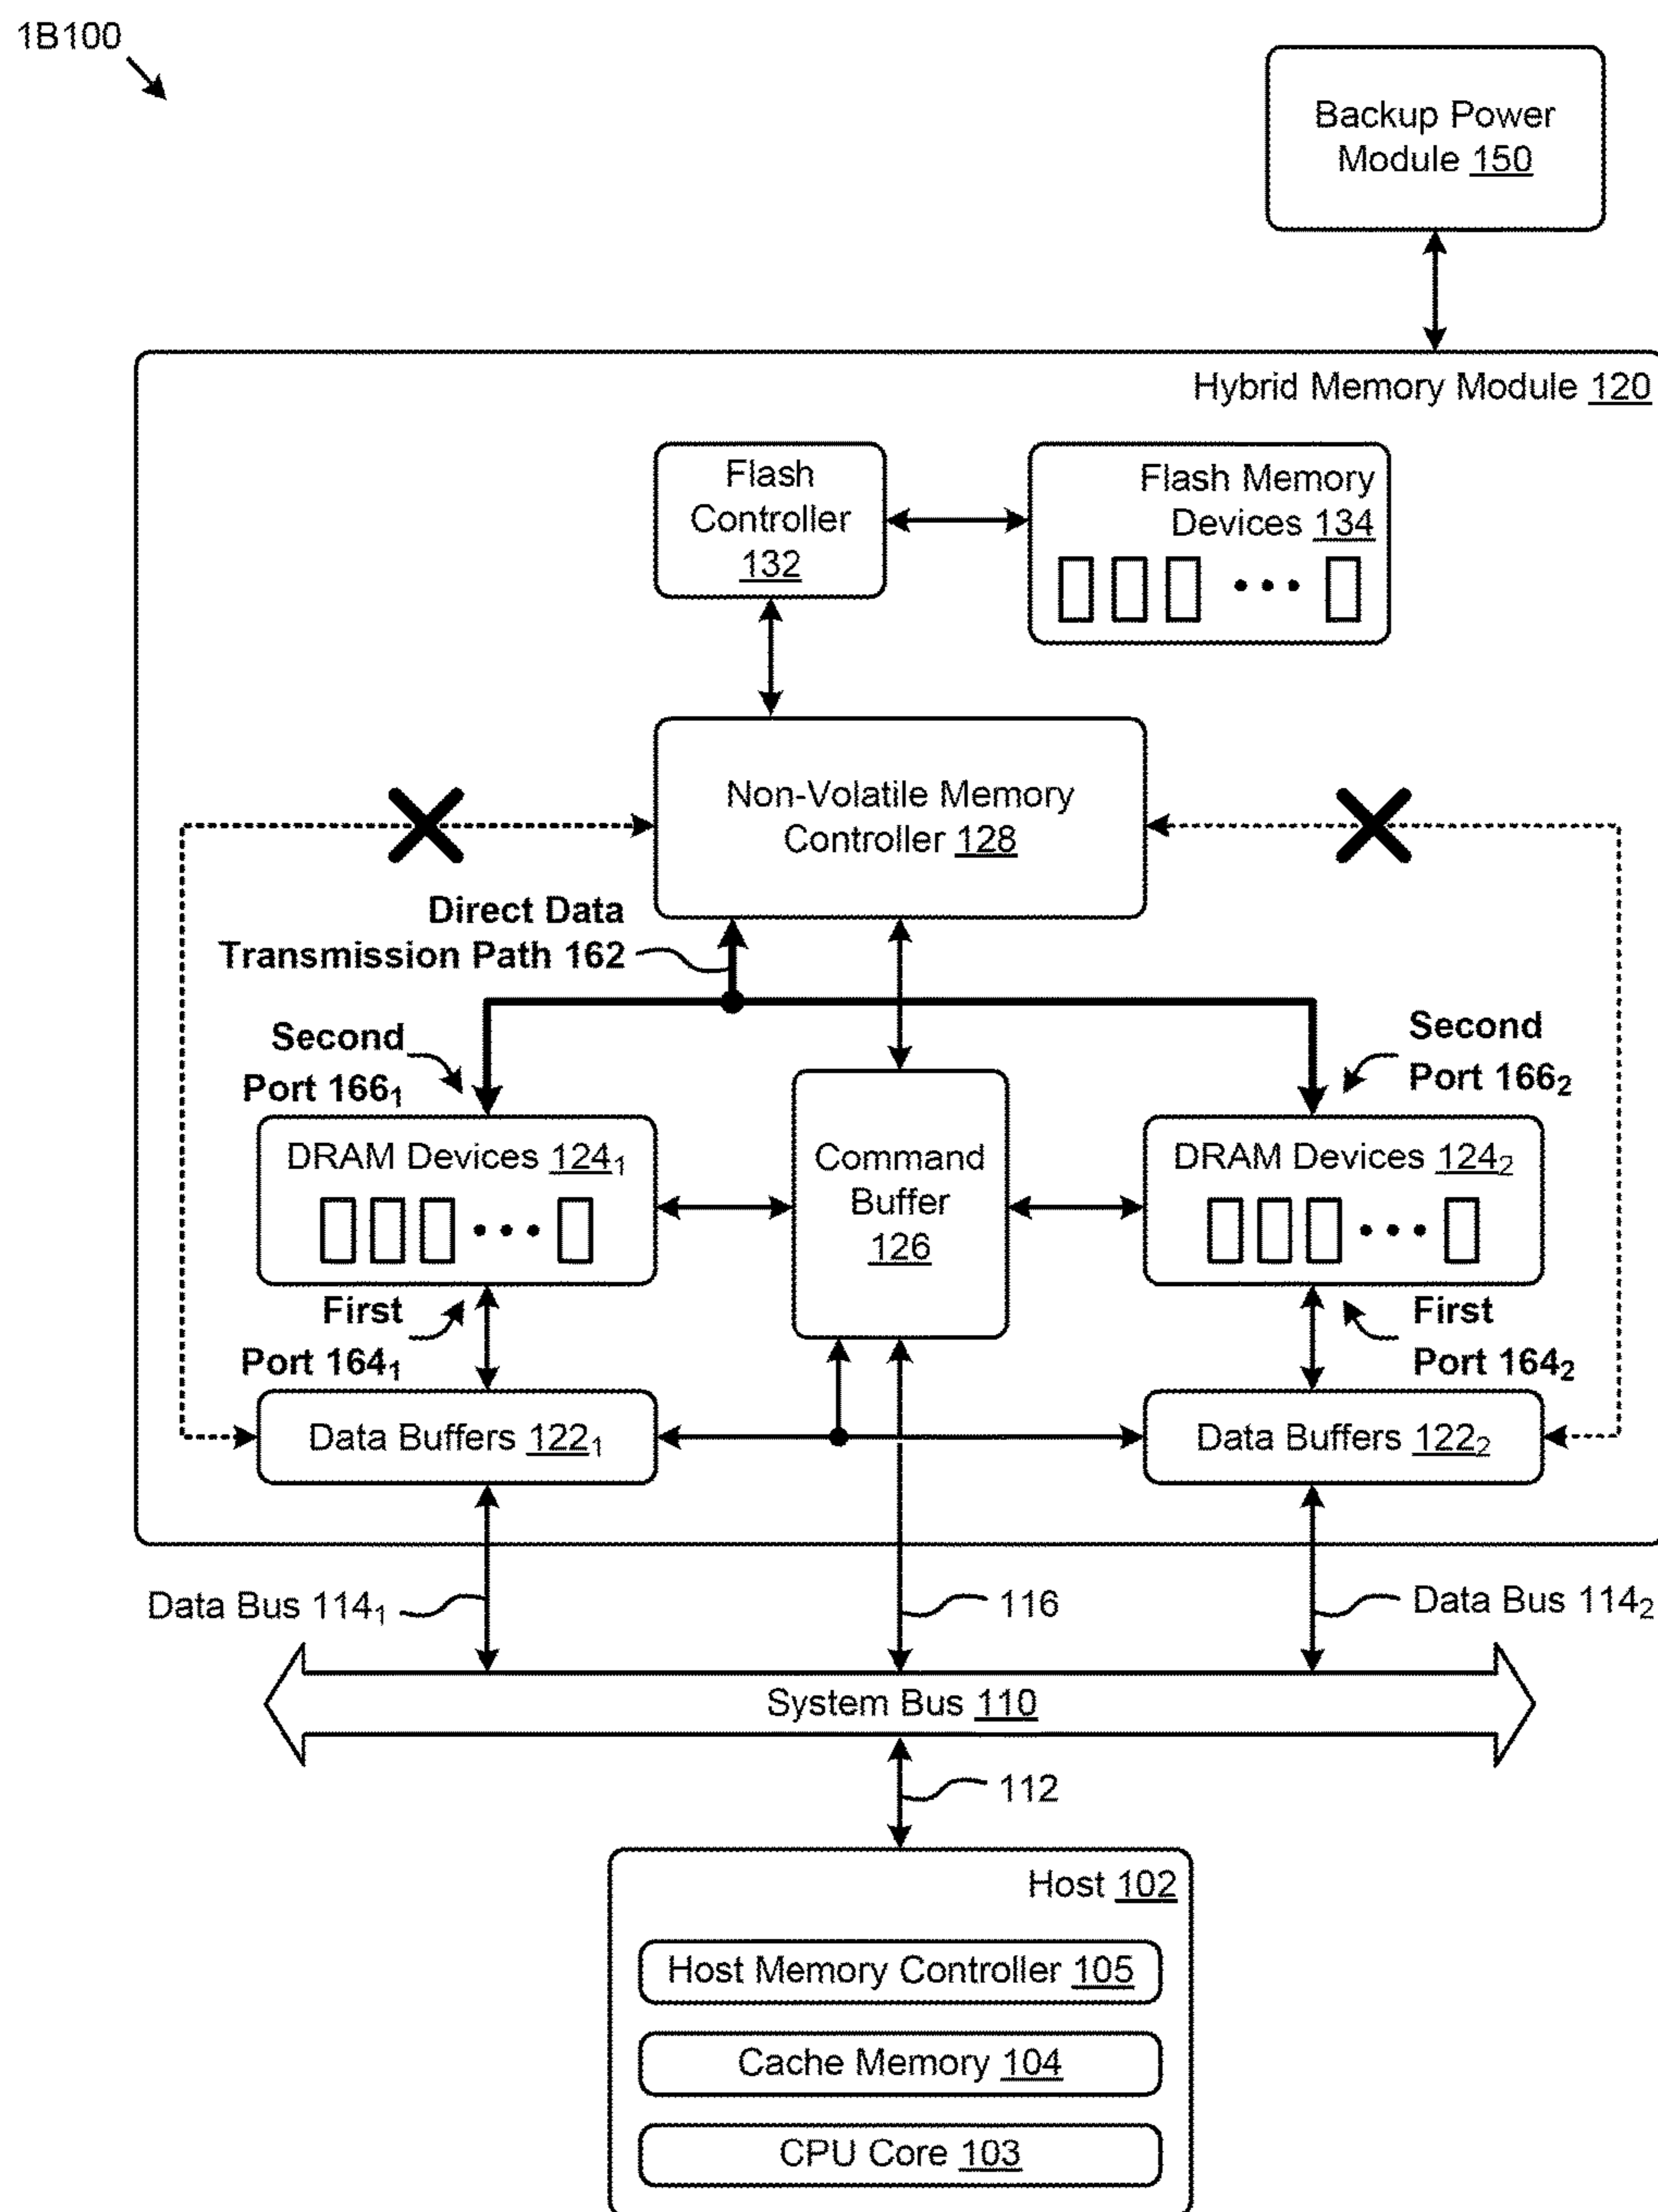 1B100
Backup Power
Module 150
Hybrid Memory Module 120
Flash
Controller
132
Flash Memory
Devices 134
Non-Volatile Memory
Controller 128
Direct Data
Transmission Path 162
Second
Port 166₁
Second
Port 166₂
DRAM Devices 124₁
Command
Buffer
126
DRAM Devices 124₂
First
Port 164₁
First
Port 164₂
Data Buffers 122₁
Data Buffers 122₂
Data Bus 114₁
116
Data Bus 114₂
System Bus 110
112
Host 102
Host Memory Controller 105
Cache Memory 104
CPU Core 103